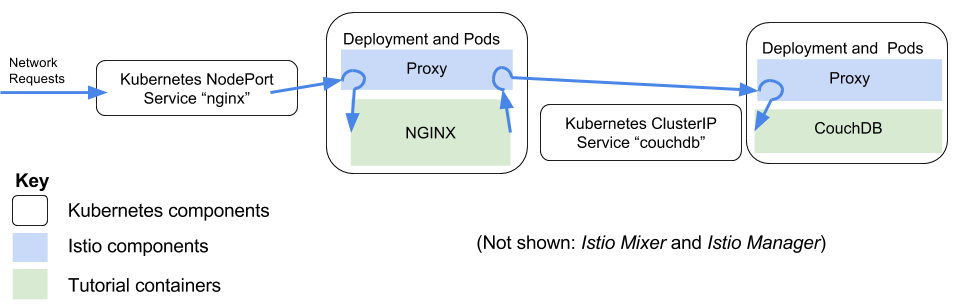 Network
Requests
Kubernetes NodePort
Service “nginx”
Deployment and Pods
Proxy
NGINX
Kubernetes ClusterIP
Service “couchdb”
Deployment and Pods
Proxy
CouchDB
Key
Kubernetes components
Istio components
Tutorial containers
(Not shown: Istio Mixer and Istio Manager)